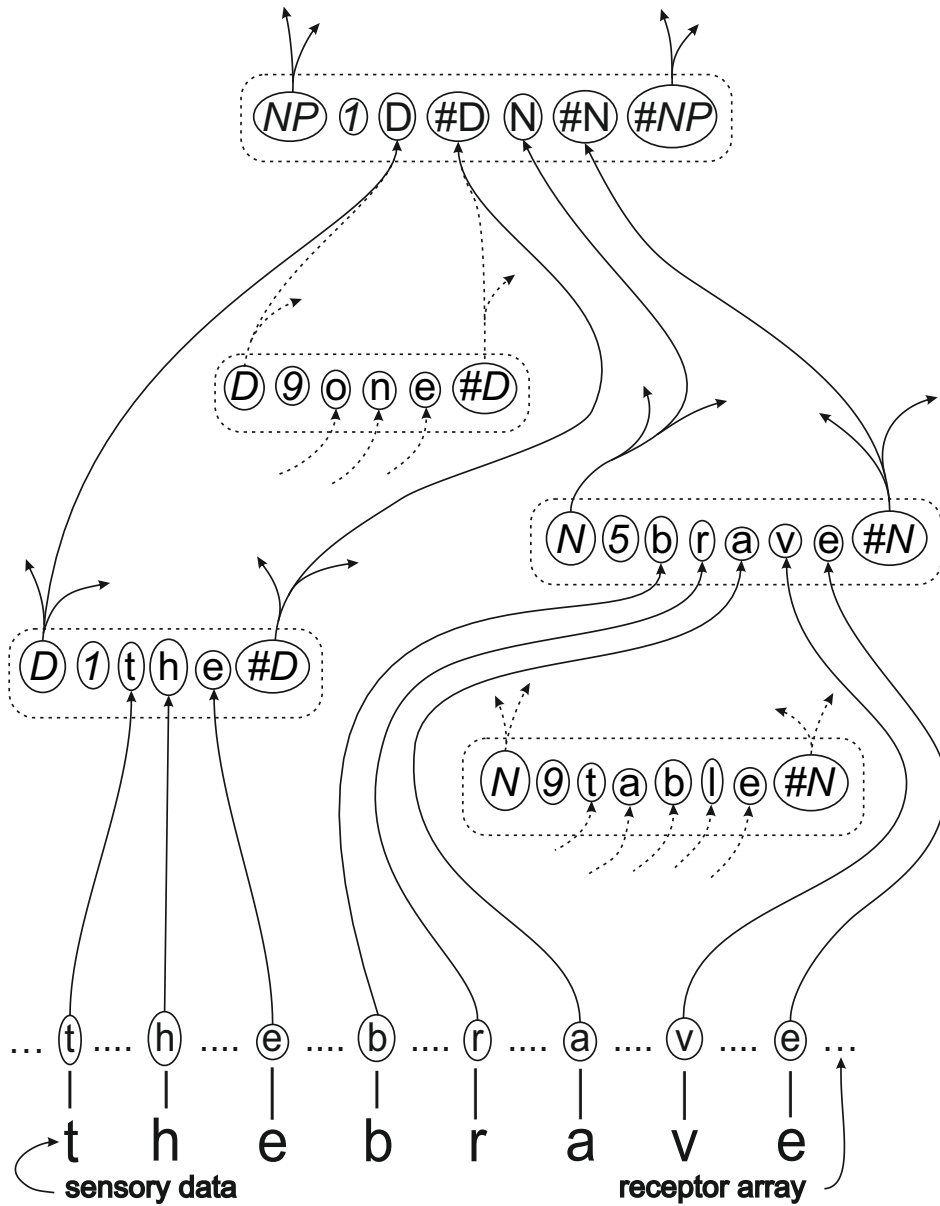 NP 1 D #D N #N #NP
D 9 o n e #D
N 5 b r a v e #N
D 1 t h e #D
N 9 t a b l e #N
... t .... h .... e .... b .... r .... a .... v .... e ...
t h e b r a v e
sensory data receptor array